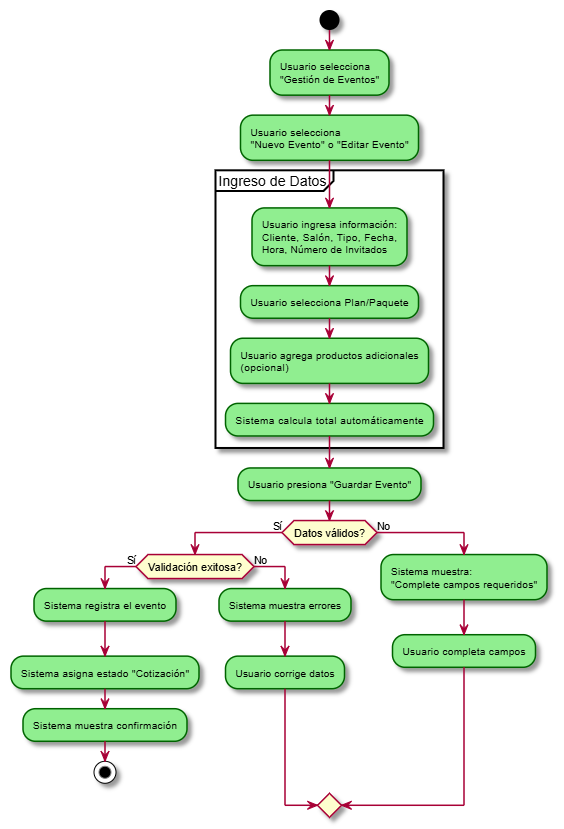 Usuario selecciona
"Gestión de Eventos"
Usuario selecciona
"Nuevo Evento" o "Editar Evento"
Ingreso de Datos
Usuario ingresa información:
Cliente, Salón, Tipo, Fecha,
Hora, Número de Invitados
Usuario selecciona Plan/Paquete
Usuario agrega productos adicionales
(opcional)
Sistema calcula total automáticamente
Usuario presiona "Guardar Evento"
Sí
Datos válidos?
No
Sí
Validación exitosa?
No
Sistema registra el evento
Sistema asigna estado "Cotización"
Sistema muestra confirmación
Sistema muestra errores
Usuario corrige datos
Sistema muestra:
"Complete campos requeridos"
Usuario completa campos